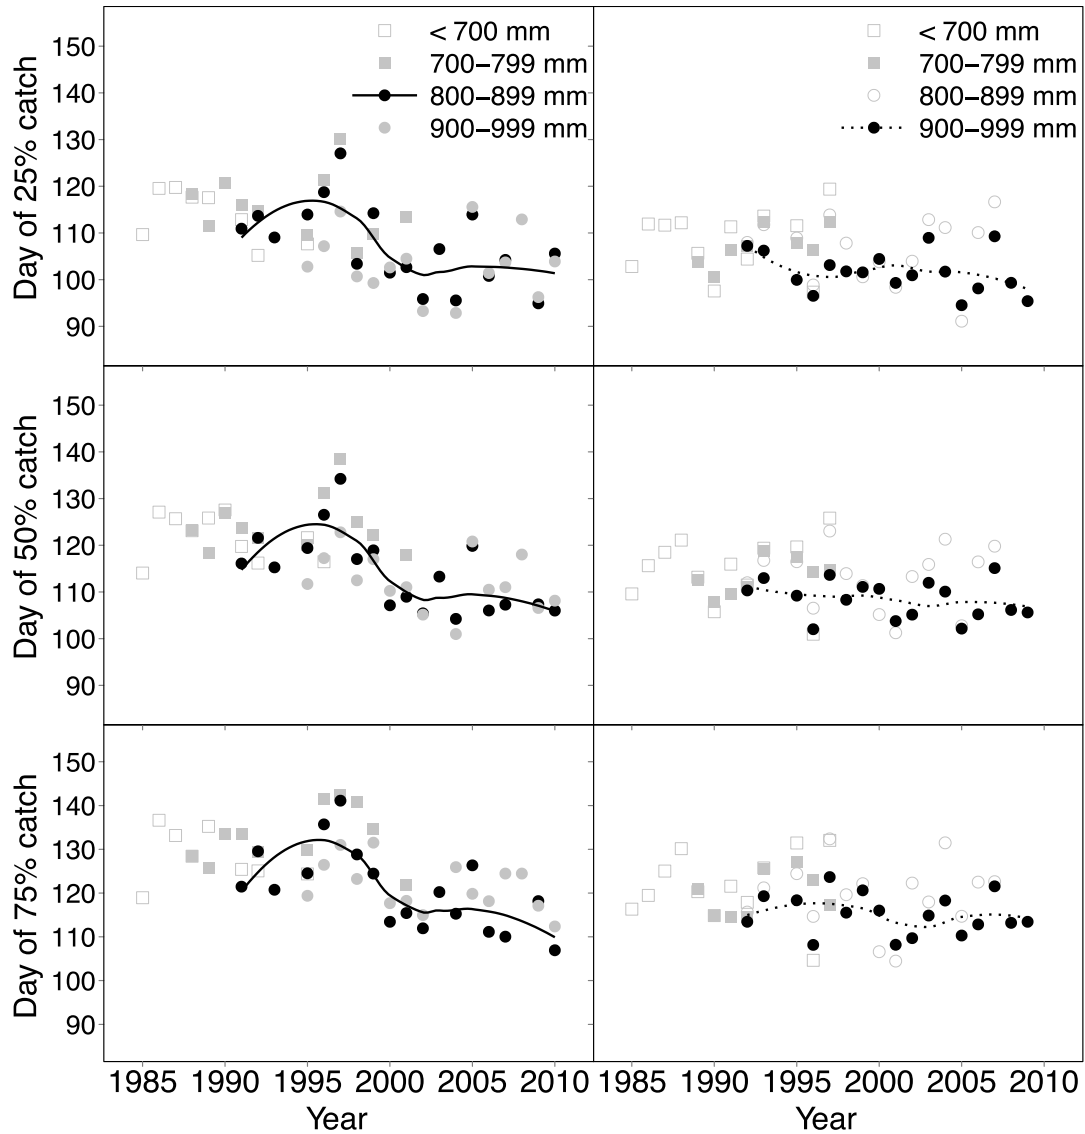 Day of 25% catch
150
140
130
120
110
100
90
< 700 mm
700–799 mm
800–899 mm
900–999 mm
< 700 mm
700–799 mm
800–899 mm
900–999 mm
Day of 50% catch
150
140
130
120
110
100
90
Day of 75% catch
150
140
130
120
110
100
90
1985 1990 1995 2000 2005 2010
1985 1990 1995 2000 2005 2010
Year
Year